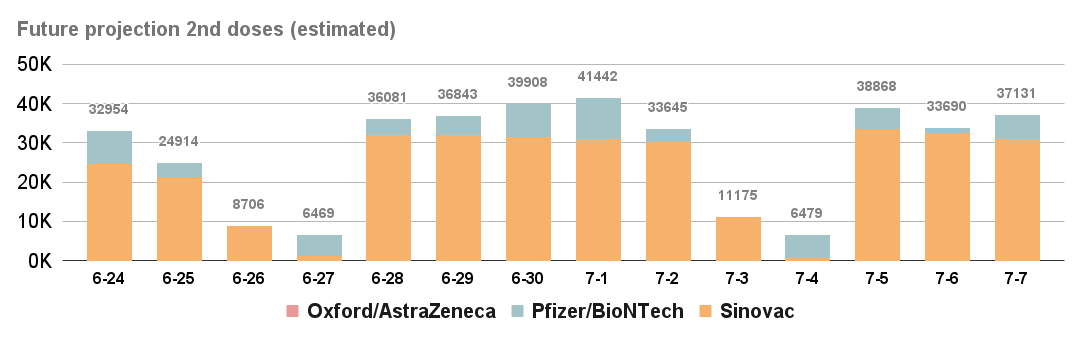 Future projection 2nd doses (estimated)
50K
40K
30K
20K
10K
0K
32954
24914
8706
6469
36081
36843
39908
41442
33645
11175
6479
38868
33690
37131
6-24 6-25 6-26 6-27 6-28 6-29 6-30 7-1 7-2 7-3 7-4 7-5 7-6 7-7
Oxford/AstraZeneca Pfizer/BioNTech Sinovac